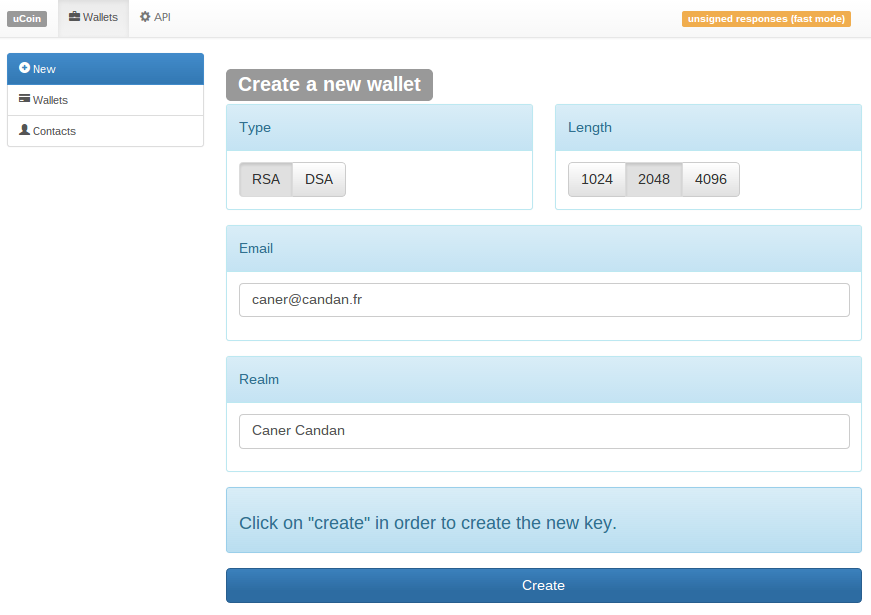 uCoin Wallets API unsigned responses (fast mode)
New
Wallets
Contacts
Create a new wallet
Type
RSA DSA
Length
1024 2048 4096
Email
caner@candan.fr
Realm
Caner Candan
Click on "create" in order to create the new key.
Create